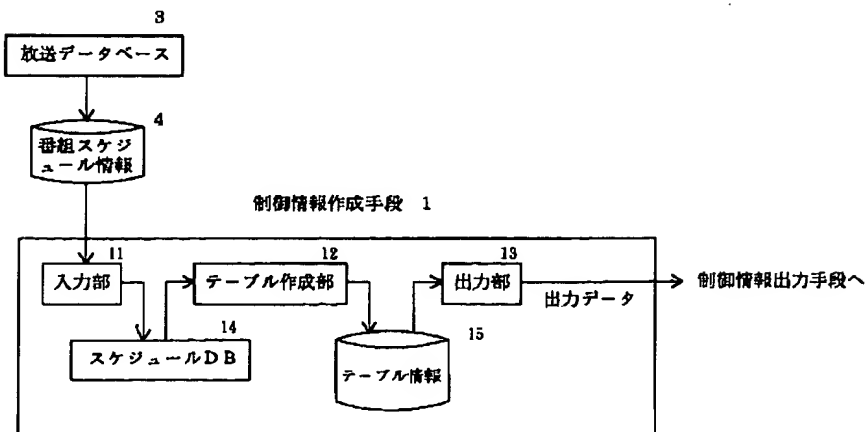 3
放送データベース
4
番組スケジ
ュール情報
制御情報作成手段 1
11
入力部
12
テーブル作成部
13
出力部
出力データ
制御情報出力手段へ
14
スケジュールDB
15
テーブル情報